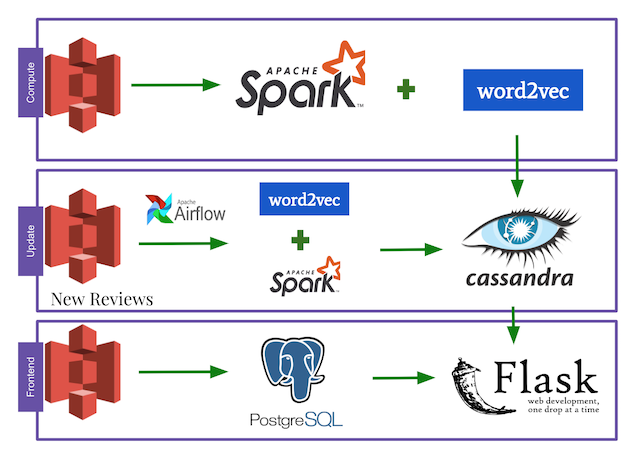 Compute
APACHE
Spark™
word2vec
Update
Apache
Airflow
word2vec
APACHE
Spark™
cassandra
New Reviews
Frontend
PostgreSQL
Flask
web development,
one drop at a time